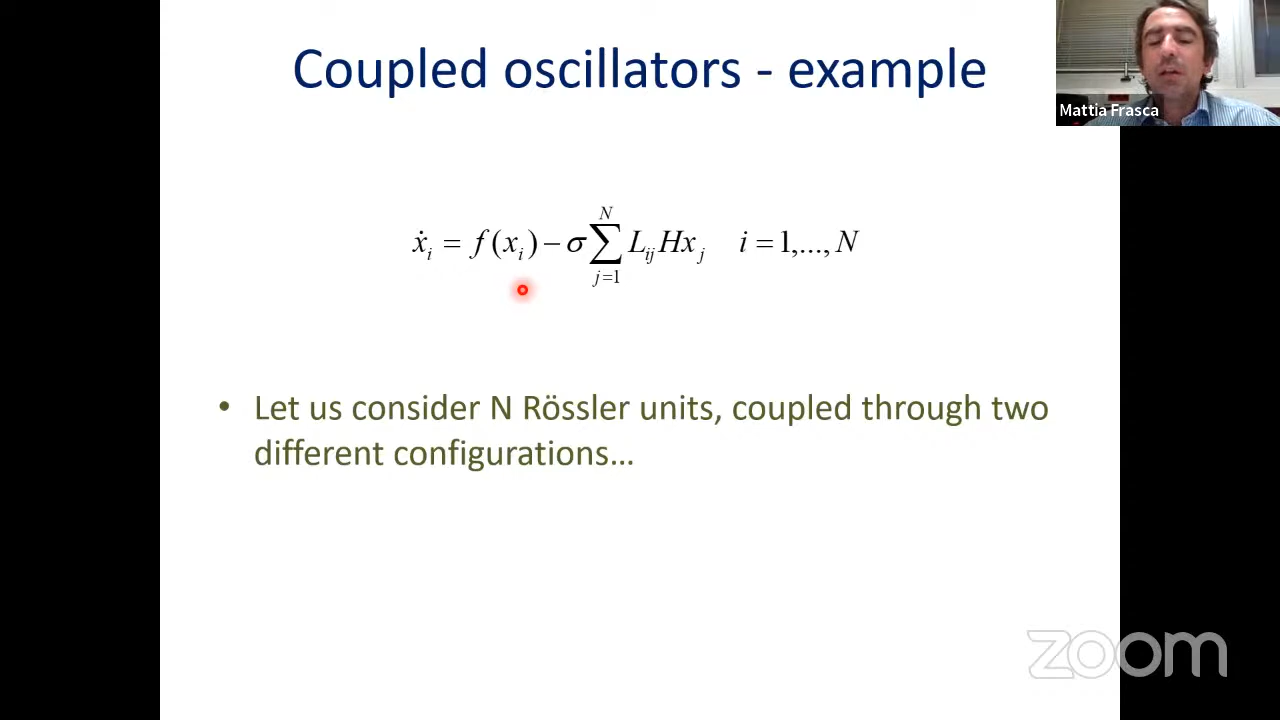 Coupled oscillators - example
Mattia Frasca
ẋᵢ = f(xᵢ) − σ ∑ⱼ₌₁ᴺ Lᵢⱼ Hxⱼ   i = 1,..., N
• Let us consider N Rössler units, coupled through two
different configurations…
zoom